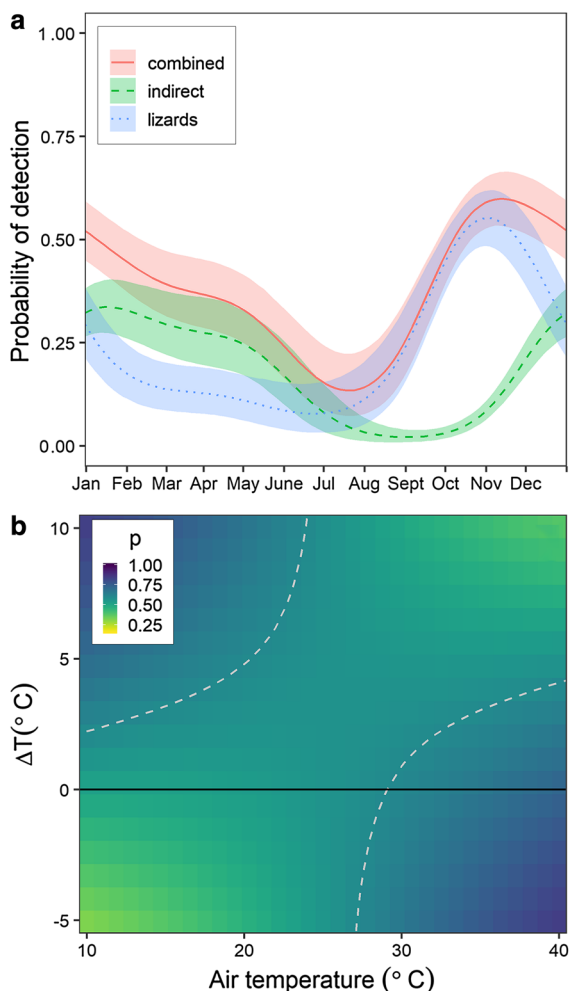 a
1.00
0.75
0.50
0.25
0.00
Probability of detection
combined
indirect
lizards
Jan Feb Mar Apr May June Jul Aug Sept Oct Nov Dec
b
p
1.00
0.75
0.50
0.25
10
5
0
-5
ΔT(° C)
10 20 30 40
Air temperature (° C)